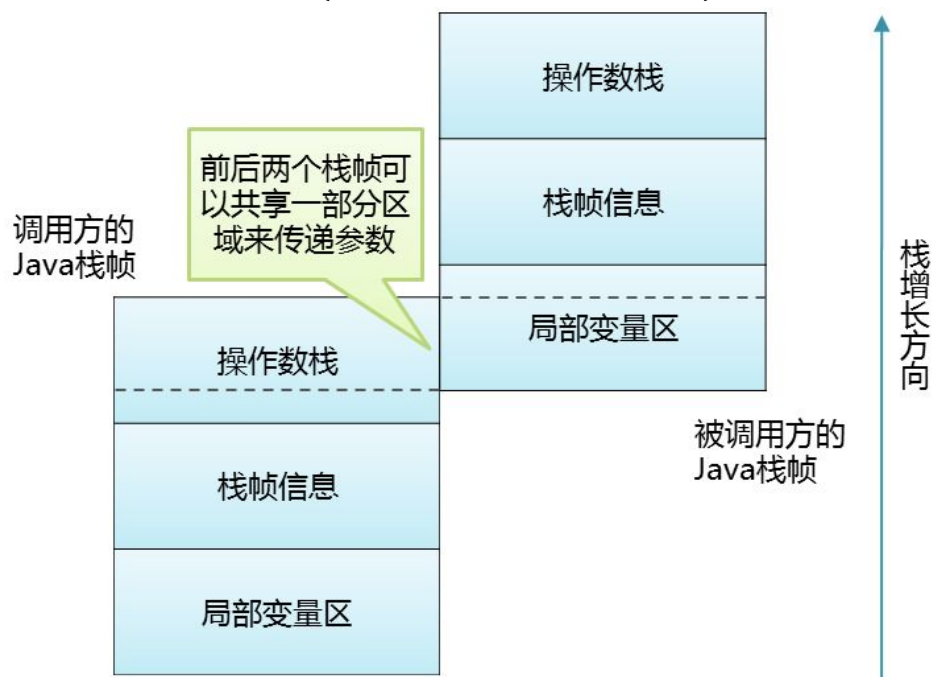 操作数栈
前后两个栈帧可
以共享一部分区
域来传递参数
栈帧信息
调用方的
Java栈帧
局部变量区
操作数栈
被调用方的
Java栈帧
栈帧信息
局部变量区
栈增长方向